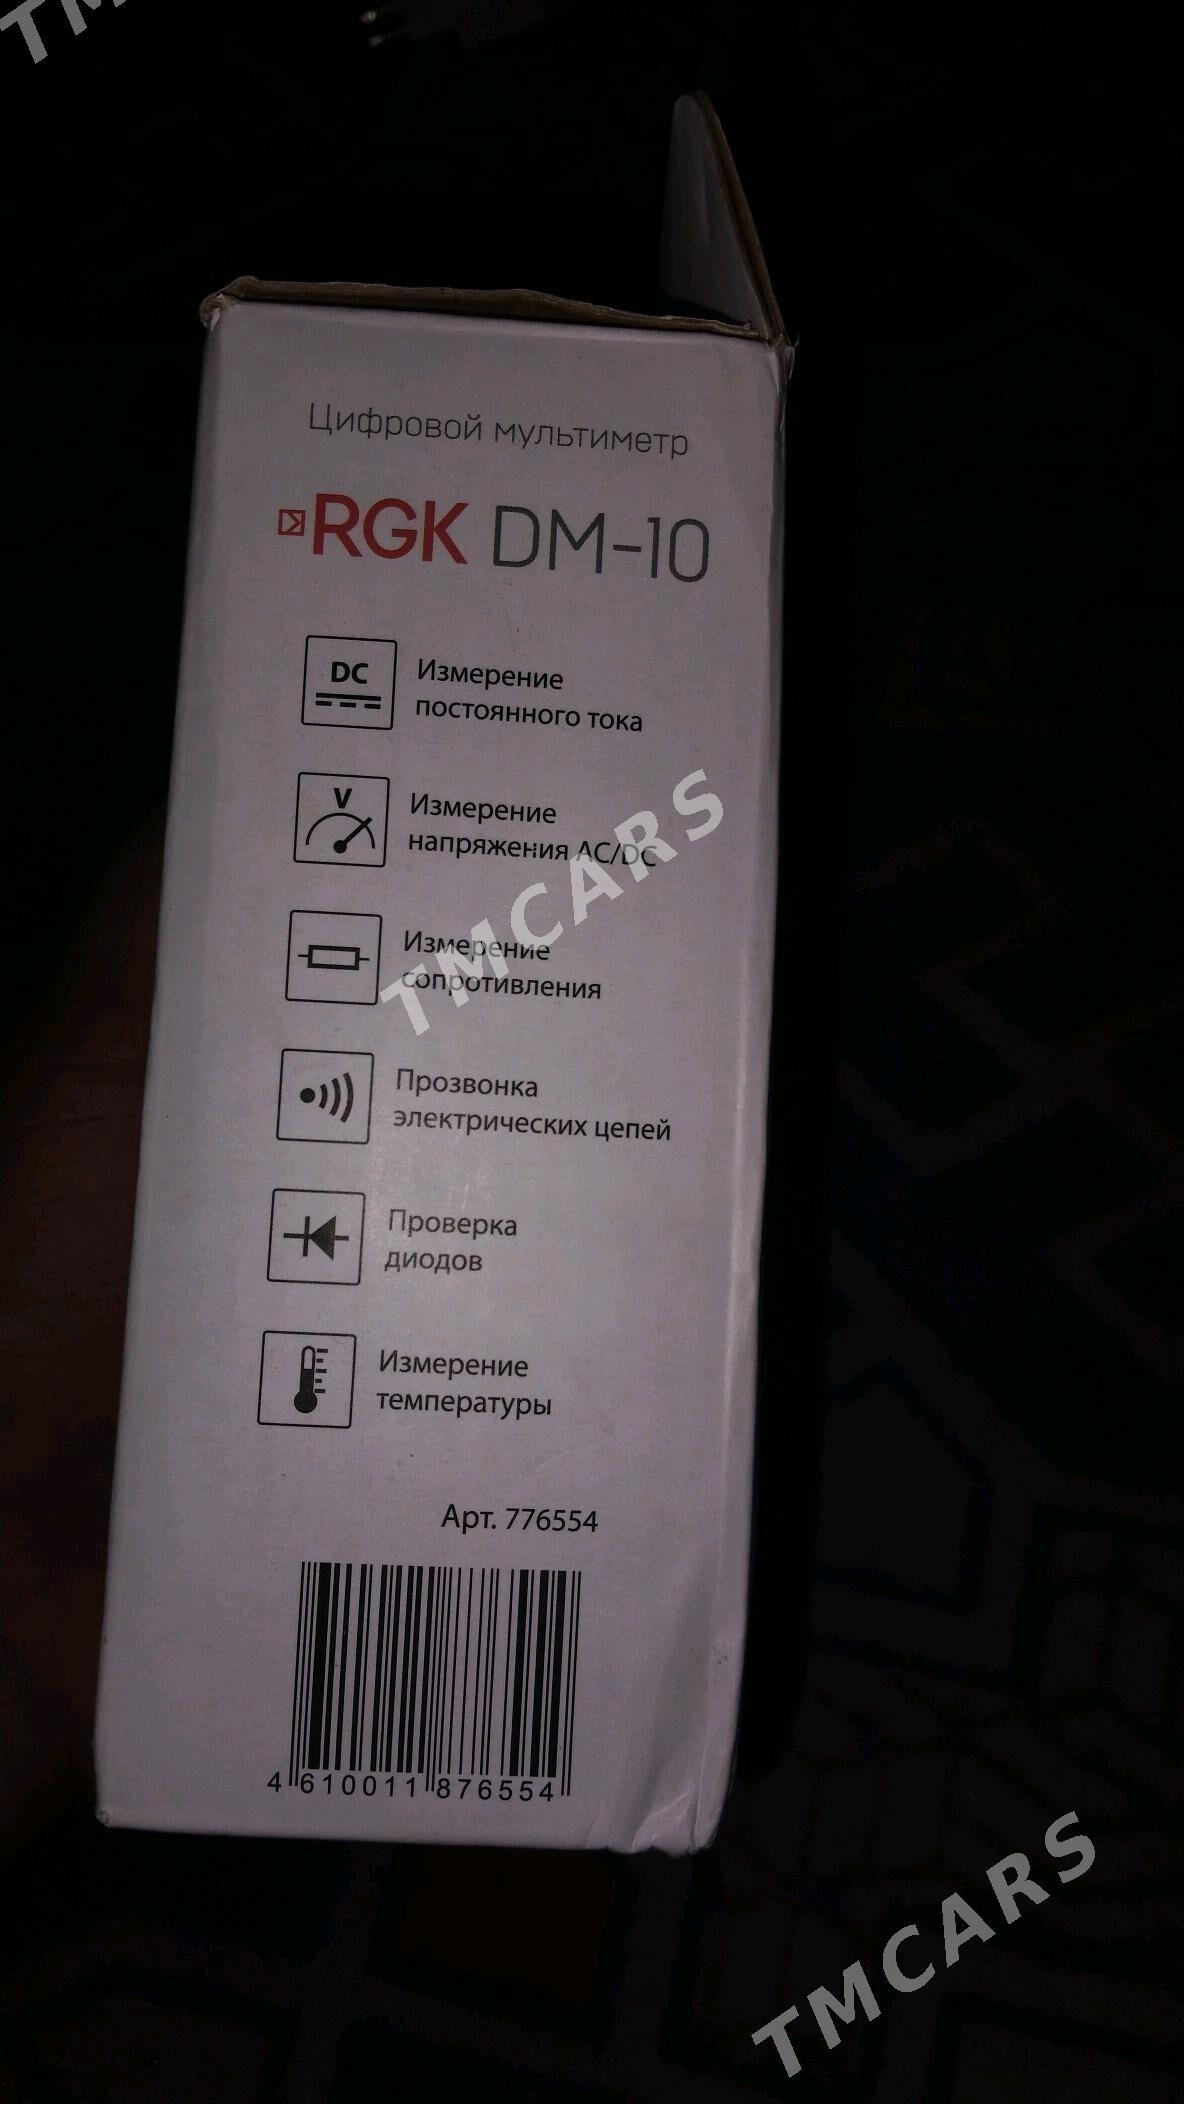 TM
Цифровой мультиметр
RGK DM-10
DC
Измерение
постоянного тока
V
Измерение
напряжения AC/DC
Измерение
сопротивления
TMCARS
Прозвонка
электрических цепей
Проверка
диодов
Измерение
температуры
Арт. 776554
4 610011 876554
TMCARS